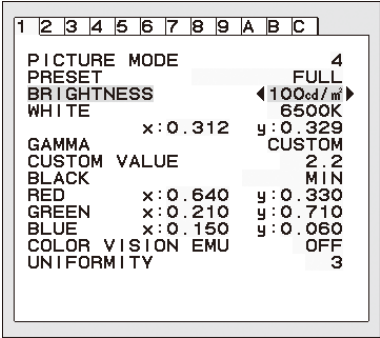 1 2 3 4 5 6 7 8 9 A B C
PICTURE MODE 4
PRESET FULL
BRIGHTNESS ◀100cd/㎡▶
WHITE 6500K
x:0.312 y:0.329
GAMMA CUSTOM
CUSTOM VALUE 2.2
BLACK MIN
RED x:0.640 y:0.330
GREEN x:0.210 y:0.710
BLUE x:0.150 y:0.060
COLOR VISION EMU OFF
UNIFORMITY 3